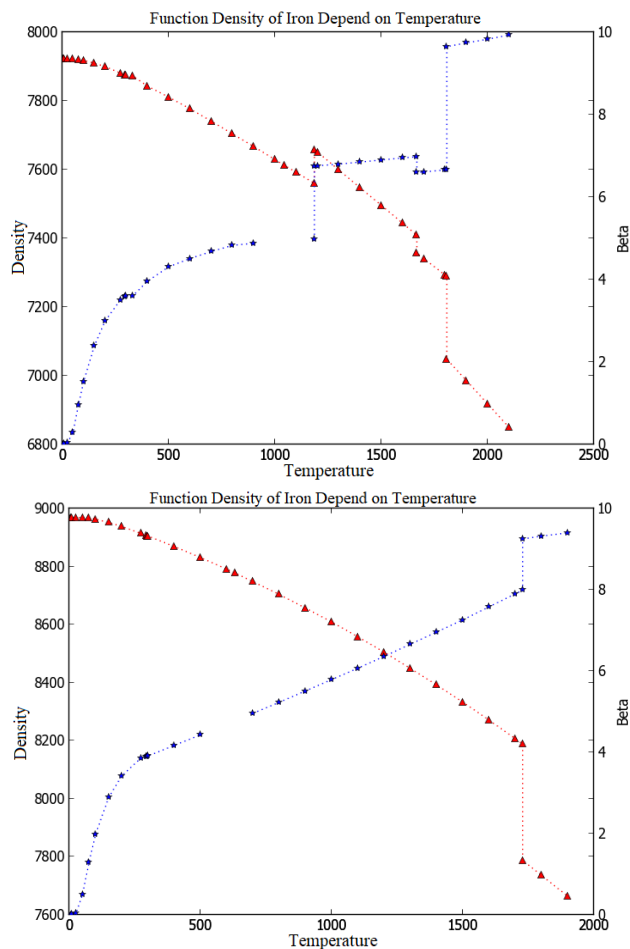 Function Density of Iron Depend on Temperature
8000
7800
7600
7400
7200
7000
6800
Density
10
8
6
4
2
0
Beta
0 500 1000 1500 2000 2500
Temperature
Function Density of Iron Depend on Temperature
9000
8800
8600
8400
8200
8000
7800
7600
Density
10
8
6
4
2
0
Beta
0 500 1000 1500 2000
Temperature